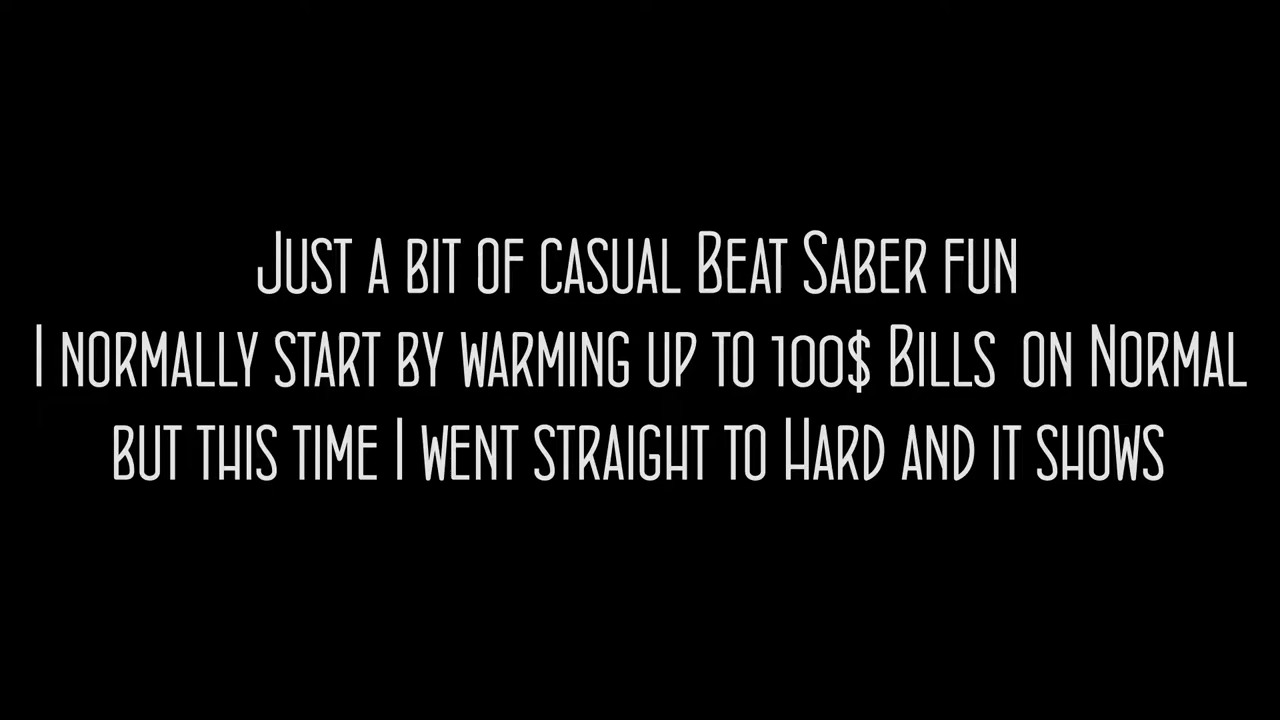 Just a bit of casual Beat Saber fun
I normally start by warming up to 100$ Bills on Normal
but this time I went straight to Hard and it shows